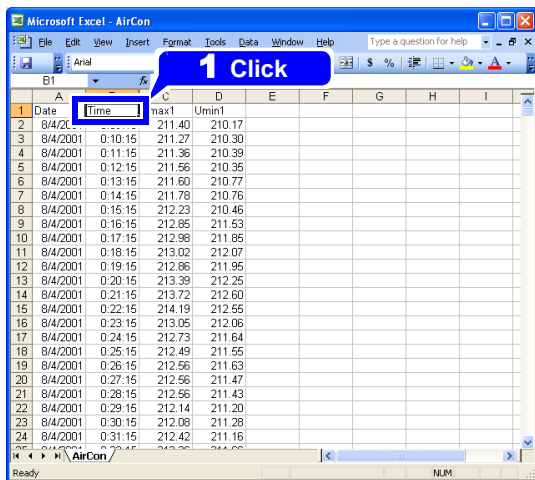 Microsoft Excel - AirCon
File Edit View Insert Format Tools Data Window Help Type a question for help
Arial $ %
1 Click
B1 fx
A C D E F G H I
1 Date Time max1 Umin1
2 211.40 210.17
3 8/4/2001 0:10:15 211.27 210.30
4 8/4/2001 0:11:15 211.36 210.39
5 8/4/2001 0:12:15 211.56 210.35
6 8/4/2001 0:13:15 211.60 210.77
7 8/4/2001 0:14:15 211.78 210.76
8 8/4/2001 0:15:15 212.23 210.46
9 8/4/2001 0:16:15 212.85 211.53
10 8/4/2001 0:17:15 212.98 211.85
11 8/4/2001 0:18:15 213.02 212.07
12 8/4/2001 0:19:15 212.86 211.95
13 8/4/2001 0:20:15 213.39 212.25
14 8/4/2001 0:21:15 213.72 212.60
15 8/4/2001 0:22:15 214.19 212.55
16 8/4/2001 0:23:15 213.05 212.06
17 8/4/2001 0:24:15 212.73 211.64
18 8/4/2001 0:25:15 212.49 211.55
19 8/4/2001 0:26:15 212.56 211.63
20 8/4/2001 0:27:15 212.56 211.47
21 8/4/2001 0:28:15 212.56 211.43
22 8/4/2001 0:29:15 212.14 211.20
23 8/4/2001 0:30:15 212.08 211.28
24 8/4/2001 0:31:15 212.42 211.16
AirCon
Ready NUM